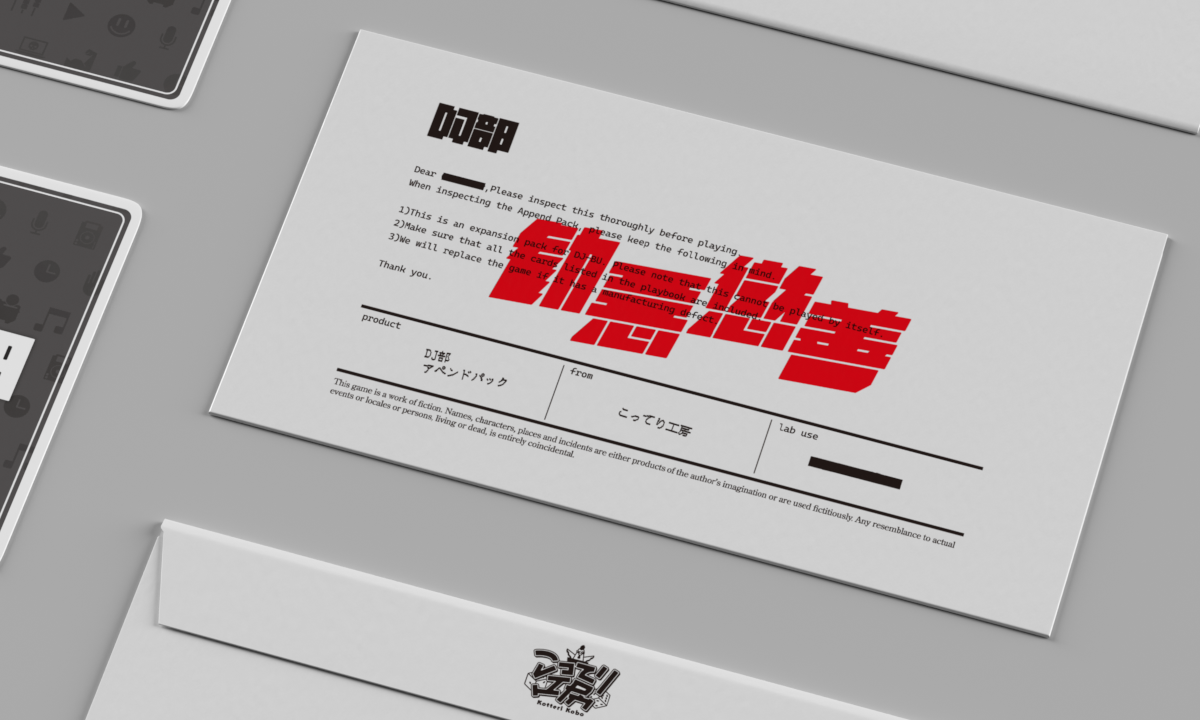 DJ部
Dear ,Please inspect this thoroughly before playing.
When inspecting the Append Pack, please keep the following in mind.
1)This is an expansion pack for DJ-BU. Please note that this cannot be played by itself.
2)Make sure that all the cards listed in the playbook are included.
3)We will replace the game if it has a manufacturing defect.
Thank you.
product
DJ部
アペンドパック
from
こってり工房
lab use
This game is a work of fiction. Names, characters, places and incidents are either products of the author's imagination or are used fictitiously. Any resemblance to actual
events or locales or persons, living or dead, is entirely coincidental.
こってり
工房
Kotteri Kobo